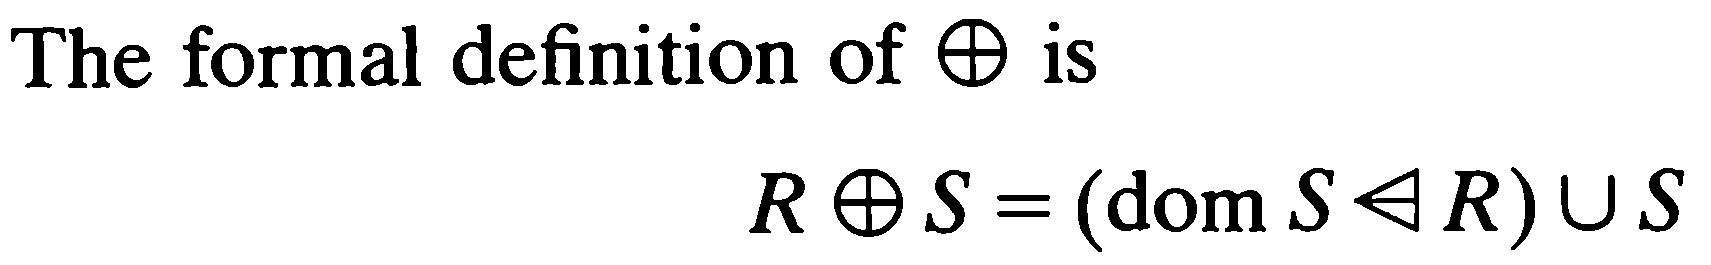 The formal definition of ⊕ is
R ⊕ S = (dom S ⩤ R) ∪ S